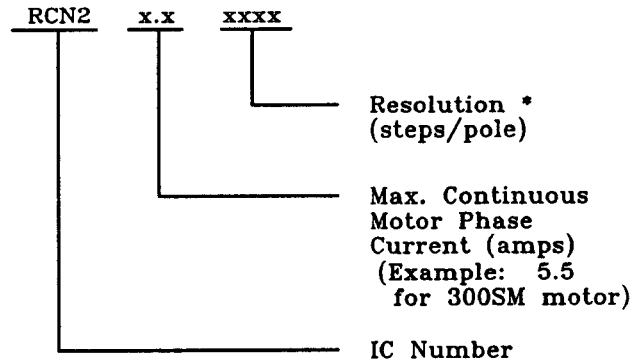 RCN2 x.x xxxx
Resolution *
(steps/pole)
Max. Continuous
Motor Phase
Current (amps)
(Example: 5.5
for 300SM motor)
IC Number